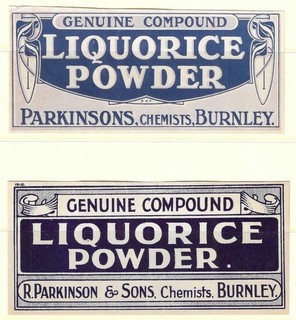 GENUINE COMPOUND
LIQUORICE
POWDER
PARKINSONS, CHEMISTS, BURNLEY.
GENUINE COMPOUND
LIQUORICE
POWDER.
R. PARKINSON & SONS, Chemists, BURNLEY.